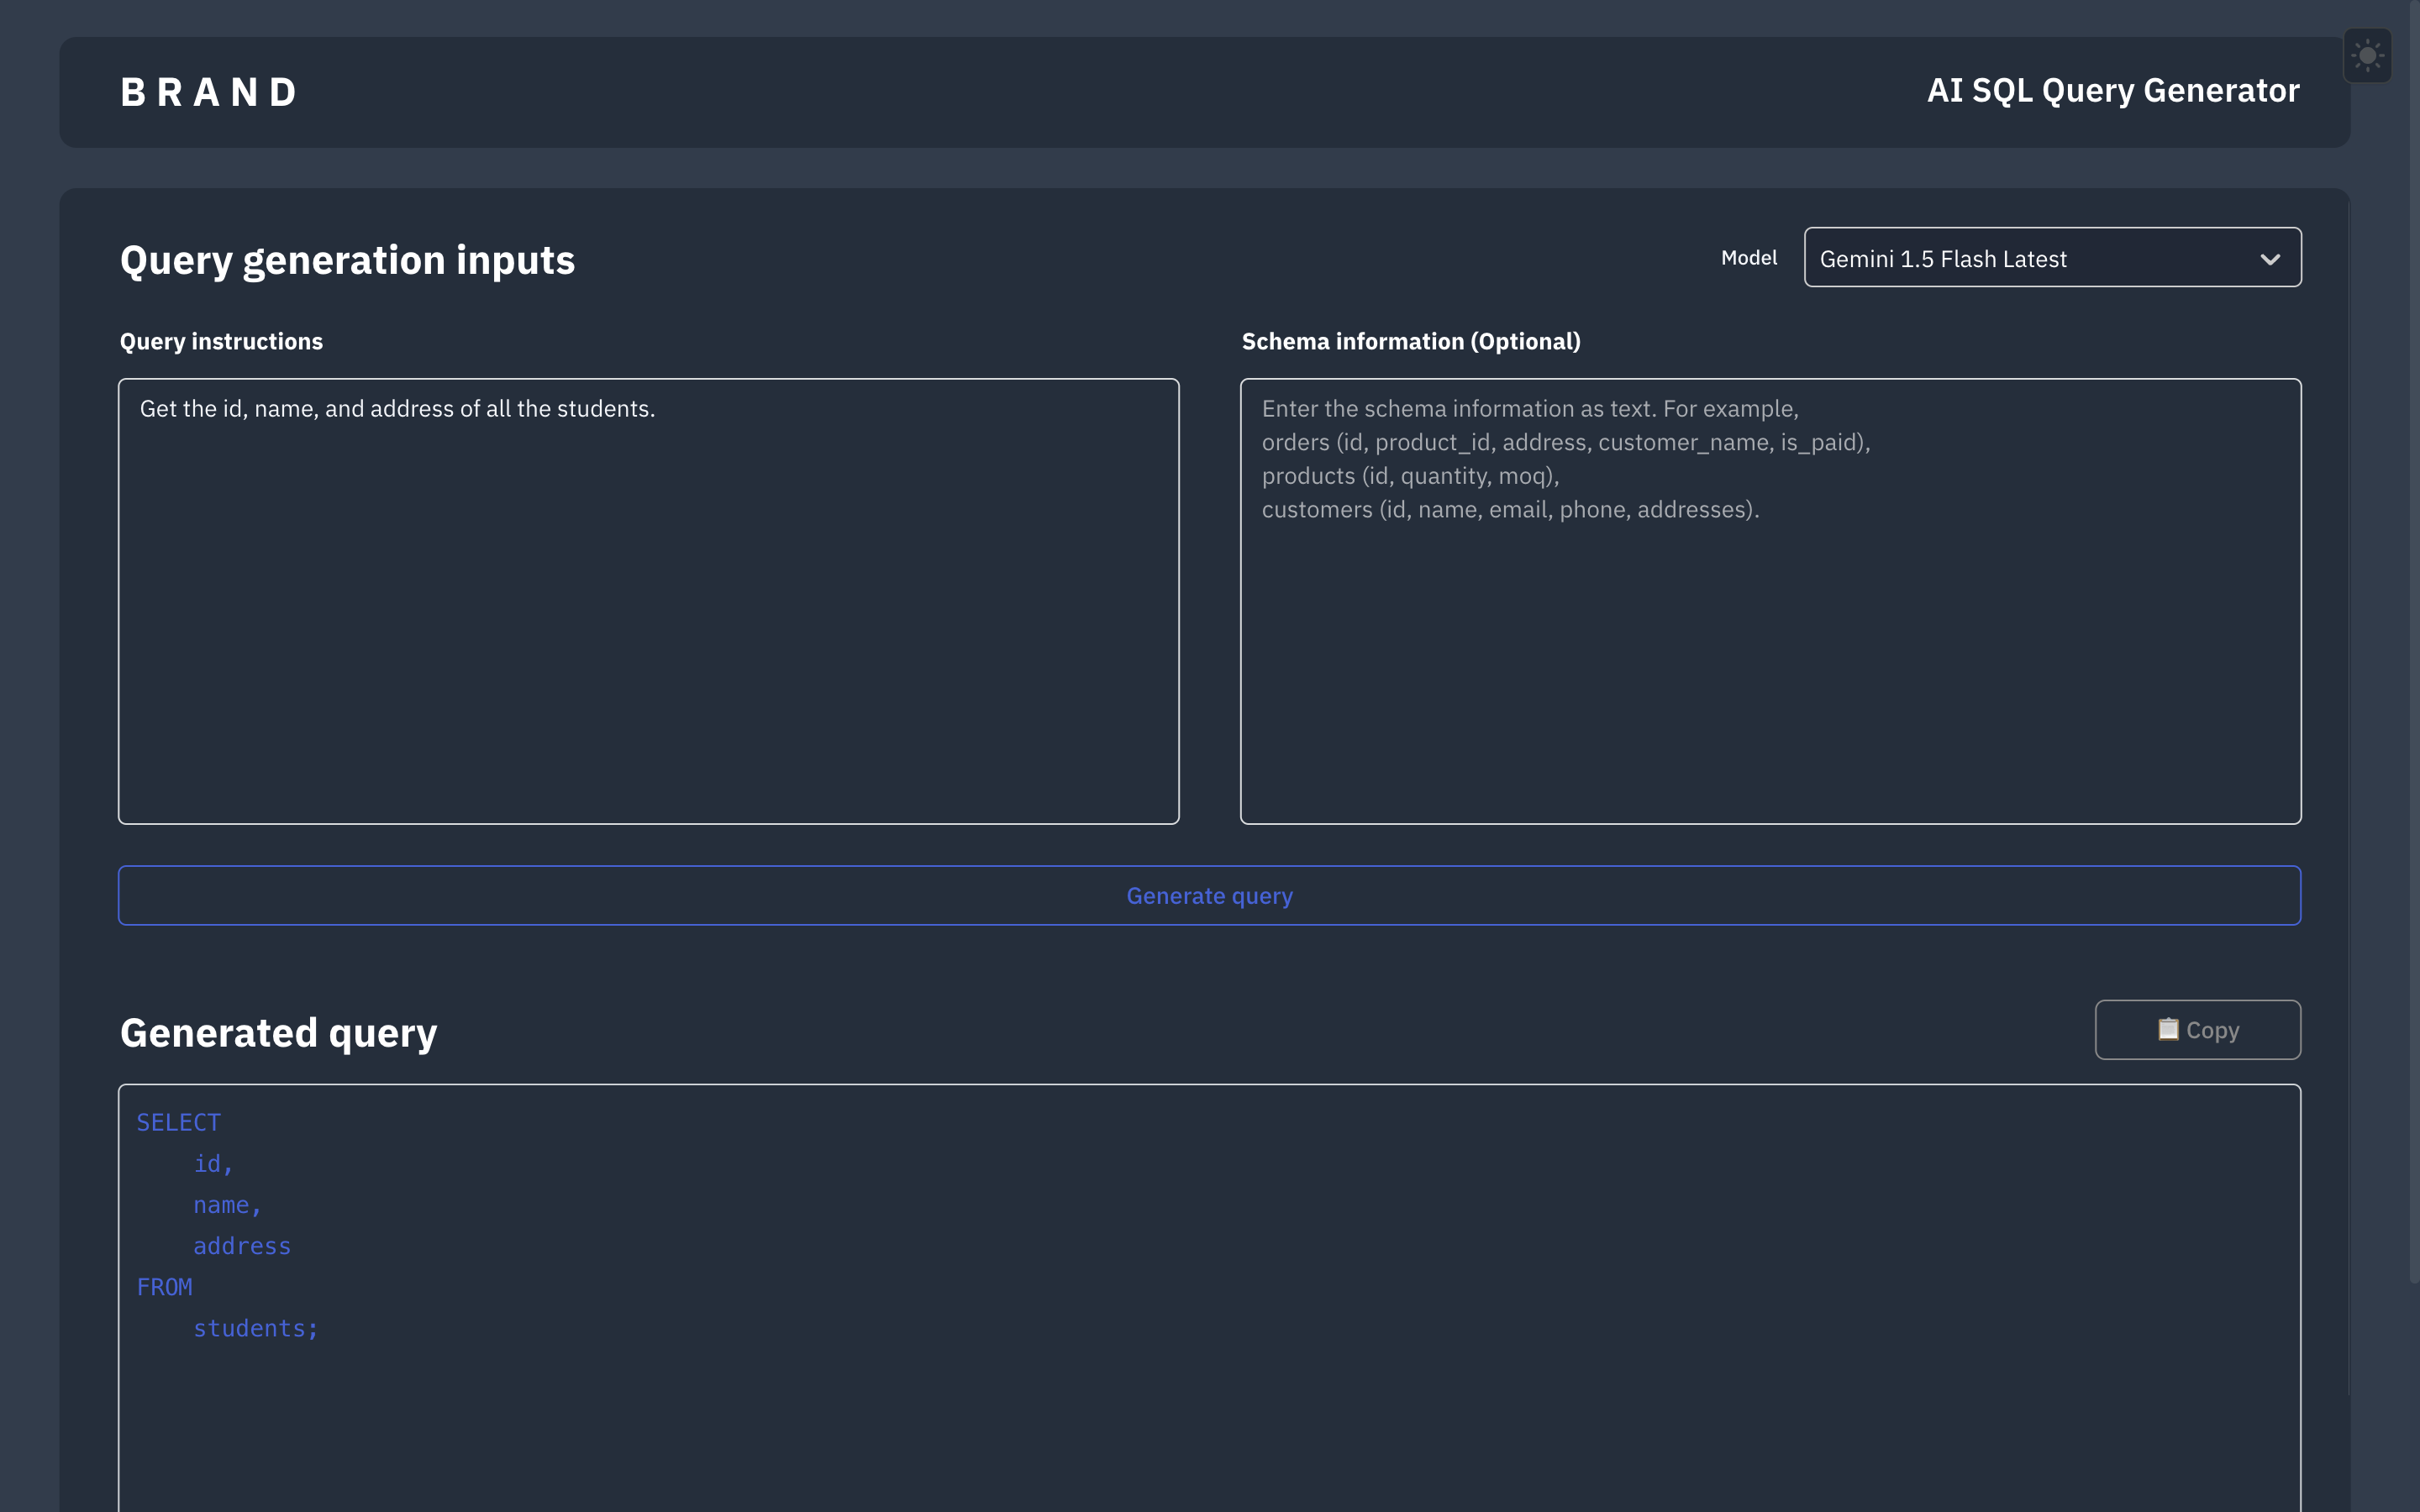 BRAND
AI SQL Query Generator
Query generation inputs
Model
Gemini 1.5 Flash Latest
Query instructions
Get the id, name, and address of all the students.
Schema information (Optional)
Enter the schema information as text. For example,
orders (id, product_id, address, customer_name, is_paid),
products (id, quantity, moq),
customers (id, name, email, phone, addresses).
Generate query
Generated query
Copy
SELECT
    id,
    name,
    address
FROM
    students;